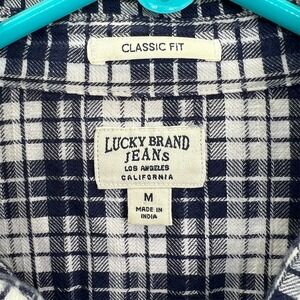 CLASSIC FIT
LUCKY BRAND
JEANS
LOS ANGELES
CALIFORNIA
M
MADE IN
INDIA